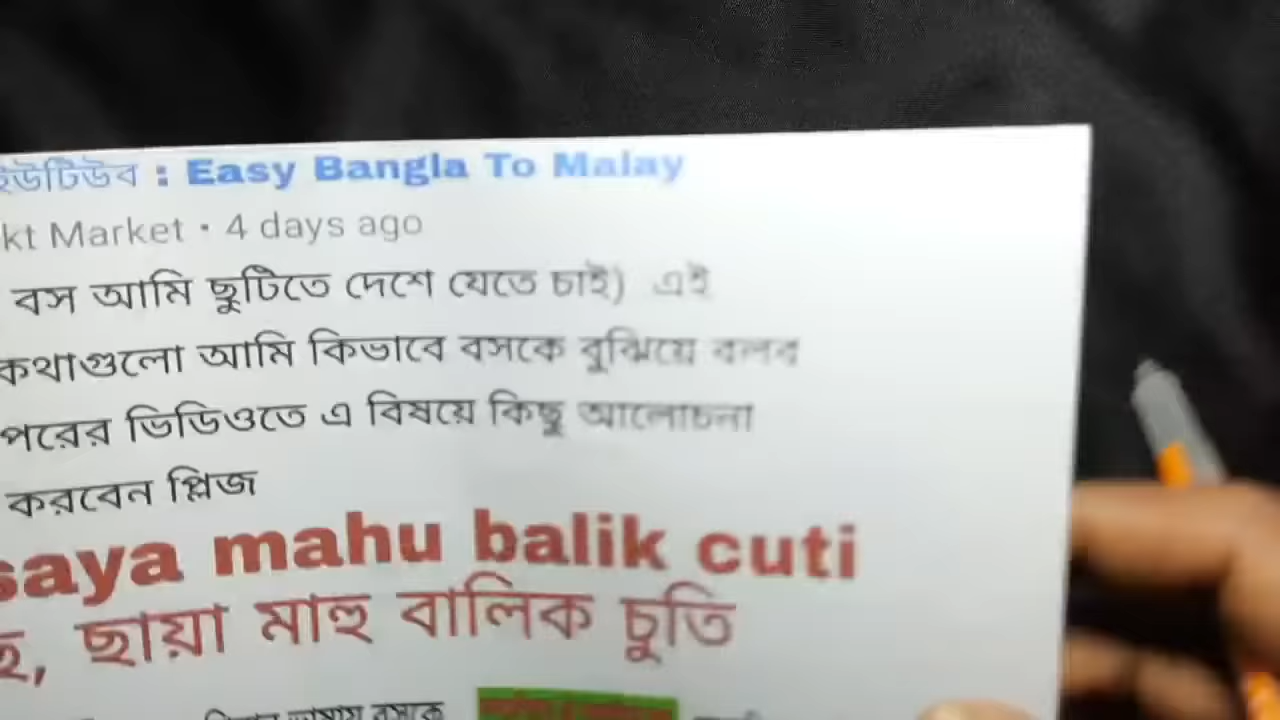 ইউটিউব : Easy Bangla To Malay
kt Market • 4 days ago
বস আমি ছুটিতে দেশে যেতে চাই) এই
কথাগুলো আমি কিভাবে বসকে বুঝিয়ে বলব
পরের ভিডিওতে এ বিষয়ে কিছু আলোচনা
করবেন প্লিজ
saya mahu balik cuti
ছায়া মাহু বালিক চুতি